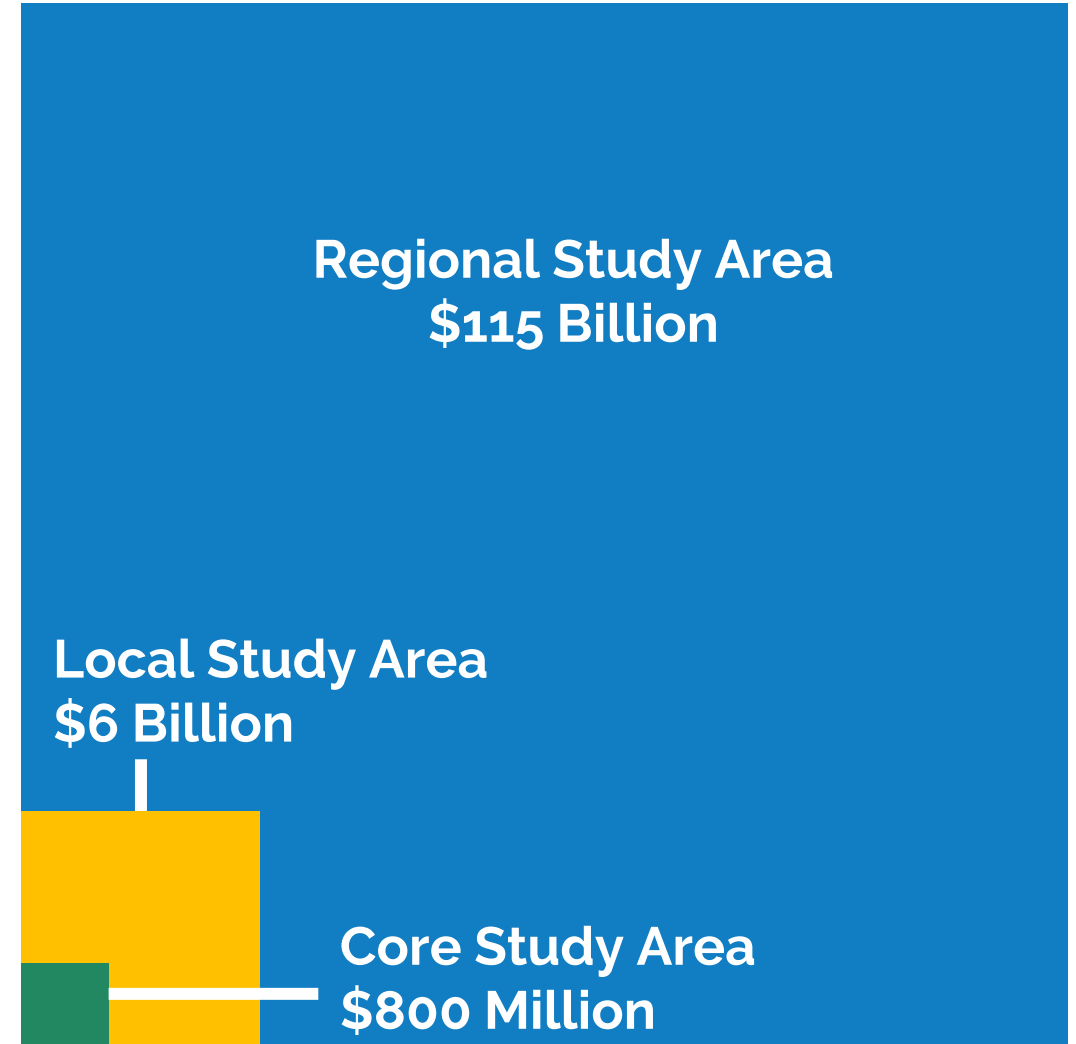 Regional Study Area
$115 Billion
Local Study Area
$6 Billion
Core Study Area
$800 Million